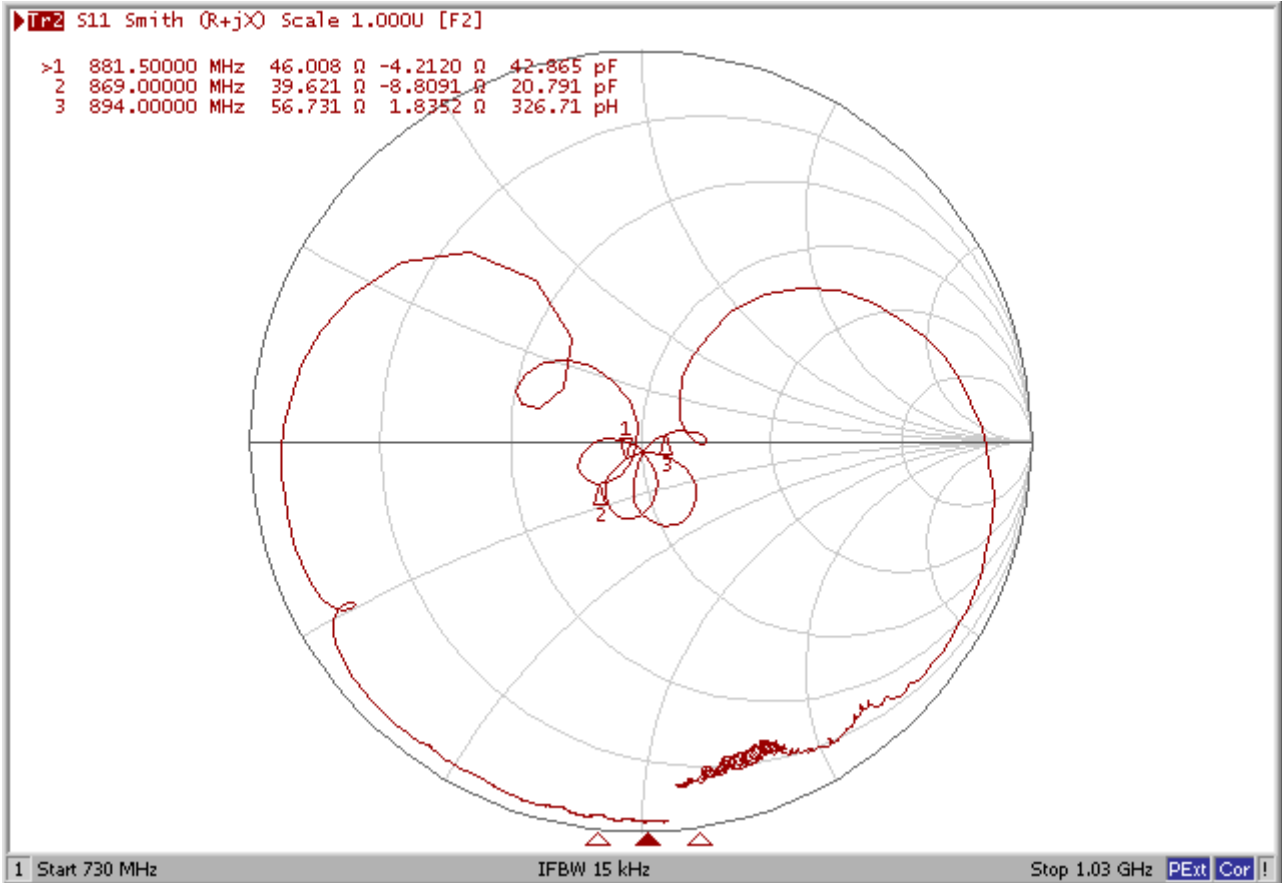 Tr2 S11 Smith (R+jX) Scale 1.000U [F2]
>1 881.50000 MHz 46.008 Ω -4.2120 Ω 42.865 pF
2 869.00000 MHz 39.621 Ω -8.8091 Ω 20.791 pF
3 894.00000 MHz 56.731 Ω 1.8352 Ω 326.71 pH
1
3
2
1 Start 730 MHz IFBW 15 kHz Stop 1.03 GHz PExt Cor !